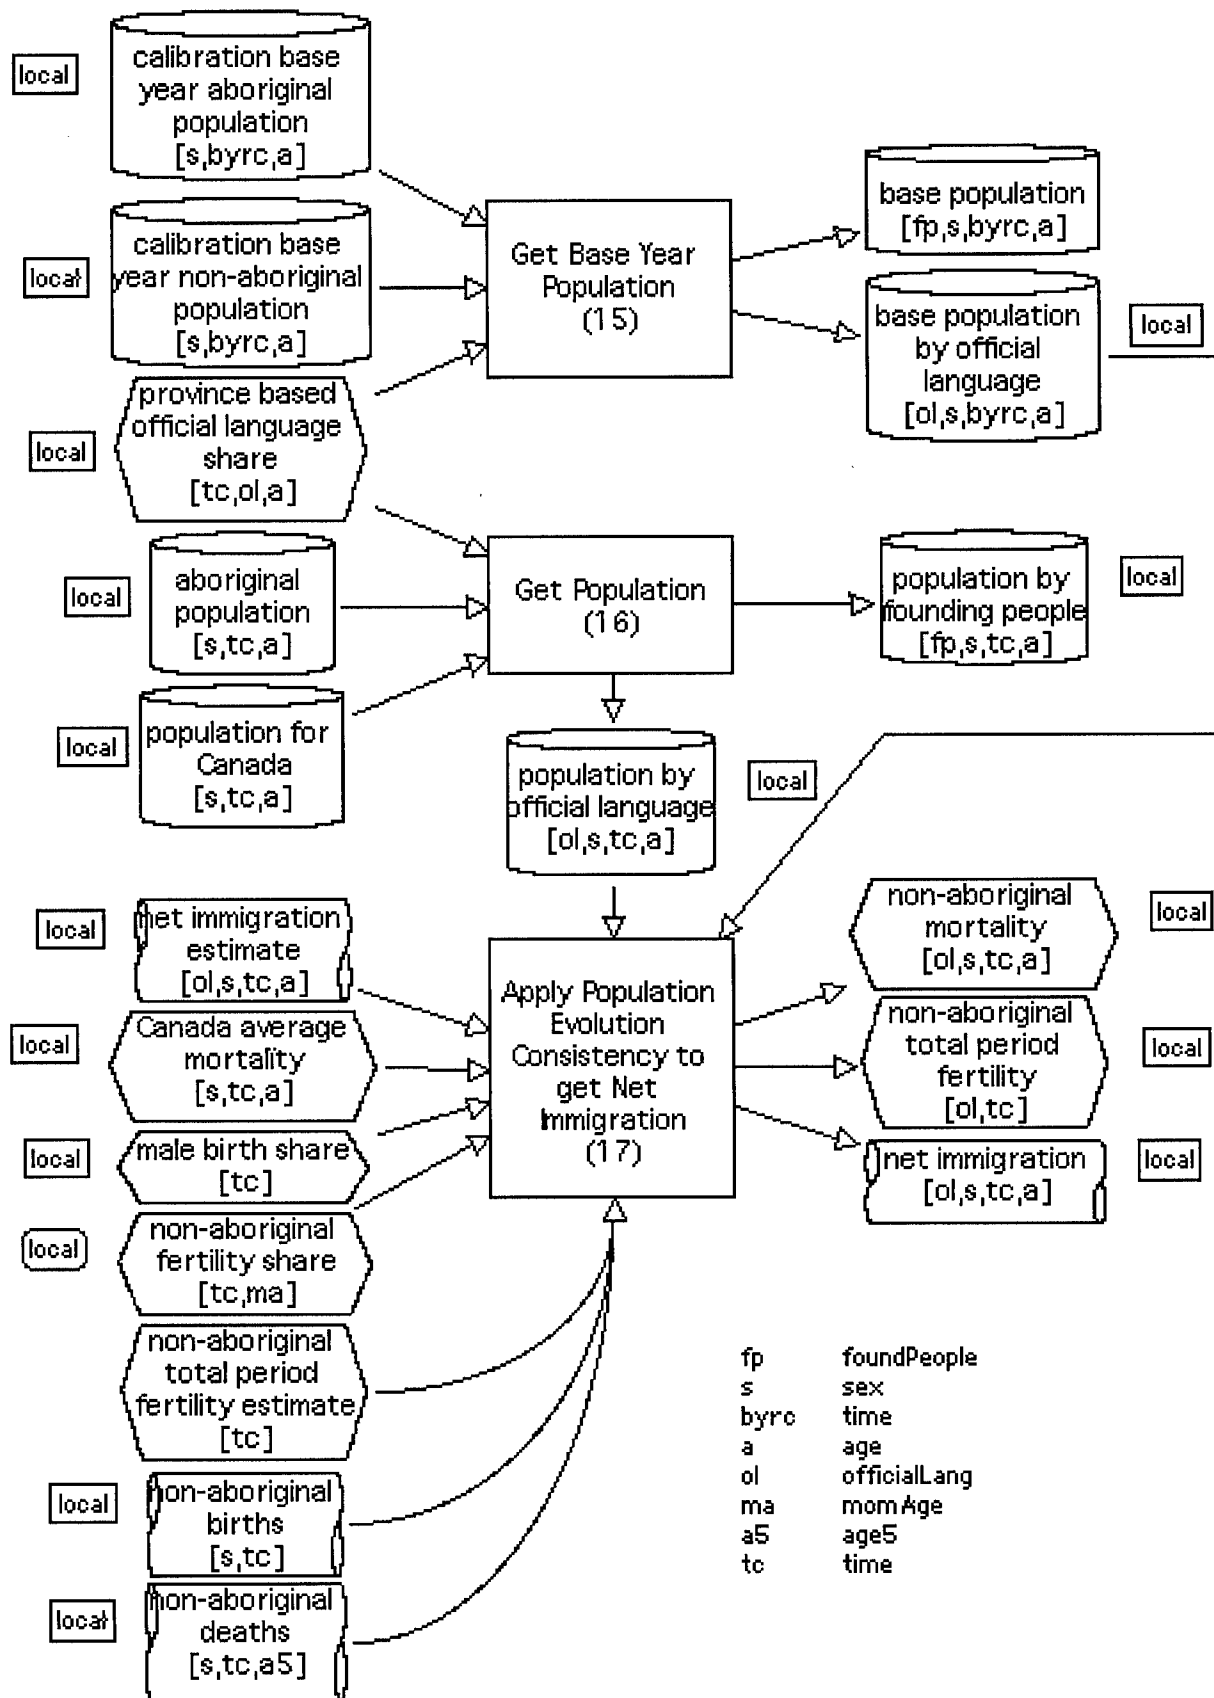 local
calibration base
year aboriginal
population
[s,byrc,a]
local
calibration base
year non-aboriginal
population
[s,byrc,a]
local
province based
official language
share
[tc,ol,a]
Get Base Year
Population
(15)
base population
[fp,s,byrc,a]
base population
by official
language
[ol,s,byrc,a]
local
local
aboriginal
population
[s,tc,a]
local
population for
Canada
[s,tc,a]
Get Population
(16)
population by
founding people
[fp,s,tc,a]
local
population by
official language
[ol,s,tc,a]
local
local
net immigration
estimate
[ol,s,tc,a]
local
Canada average
mortality
[s,tc,a]
local
male birth share
[tc]
local
non-aboriginal
fertility share
[tc,ma]
non-aboriginal
total period
fertility estimate
[tc]
local
non-aboriginal
births
[s,tc]
local
non-aboriginal
deaths
[s,tc,a5]
Apply Population
Evolution
Consistency to
get Net
Immigration
(17)
non-aboriginal
mortality
[ol,s,tc,a]
local
non-aboriginal
total period
fertility
[ol,tc]
local
net immigration
[ol,s,tc,a]
local
fp foundPeople
s sex
byrc time
a age
ol officialLang
ma momAge
a5 age5
tc time